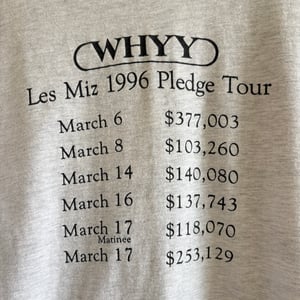 WHYY
Les Miz 1996 Pledge Tour
March 6 $377,003
March 8 $103,260
March 14 $140,080
March 16 $137,743
March 17 $118,070
Matinee
March 17 $253,129